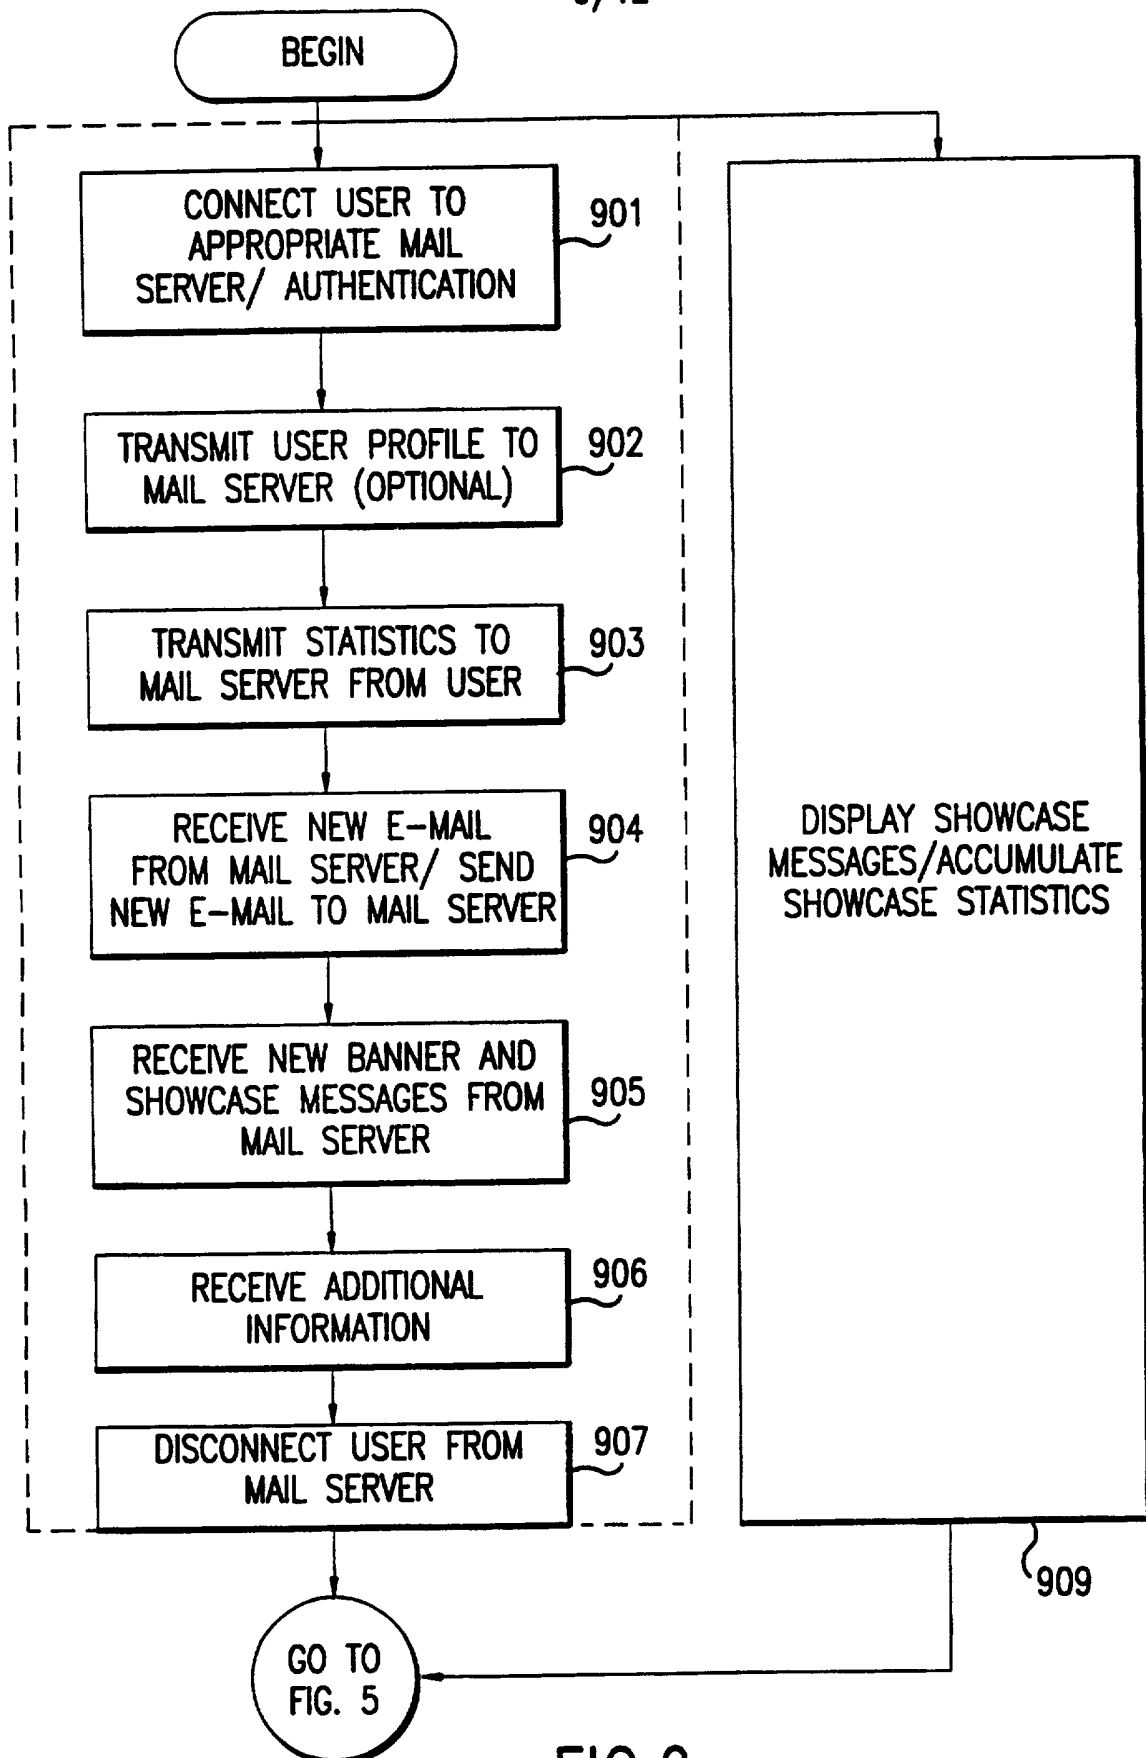 BEGIN
CONNECT USER TO
APPROPRIATE MAIL
SERVER/ AUTHENTICATION
901
TRANSMIT USER PROFILE TO
MAIL SERVER (OPTIONAL)
902
TRANSMIT STATISTICS TO
MAIL SERVER FROM USER
903
RECEIVE NEW E-MAIL
FROM MAIL SERVER/ SEND
NEW E-MAIL TO MAIL SERVER
904
RECEIVE NEW BANNER AND
SHOWCASE MESSAGES FROM
MAIL SERVER
905
RECEIVE ADDITIONAL
INFORMATION
906
DISCONNECT USER FROM
MAIL SERVER
907
DISPLAY SHOWCASE
MESSAGES/ACCUMULATE
SHOWCASE STATISTICS
909
GO TO
FIG. 5